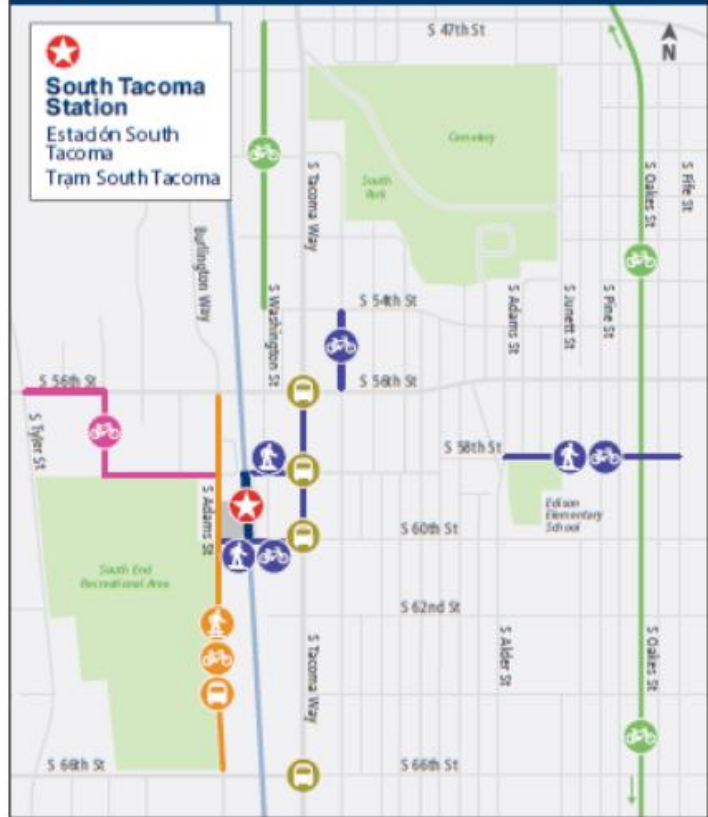 South Tacoma
Station
Estación South
Tacoma
Trạm South Tacoma
S 47th St
N
Cemetery
South
Park
S Tacoma Way
S Oakes St
S Fife St
Burlington Way
S Washington St
S 54th St
S Adams St
S Junett St
S Pine St
S 56th St
S 56th St
S Tyler St
S 58th St
S Adams St
Edison
Elementary
School
S 60th St
South End
Recreational Area
S 62nd St
S Tacoma Way
S Alder St
S Oakes St
S 66th St
S 66th St